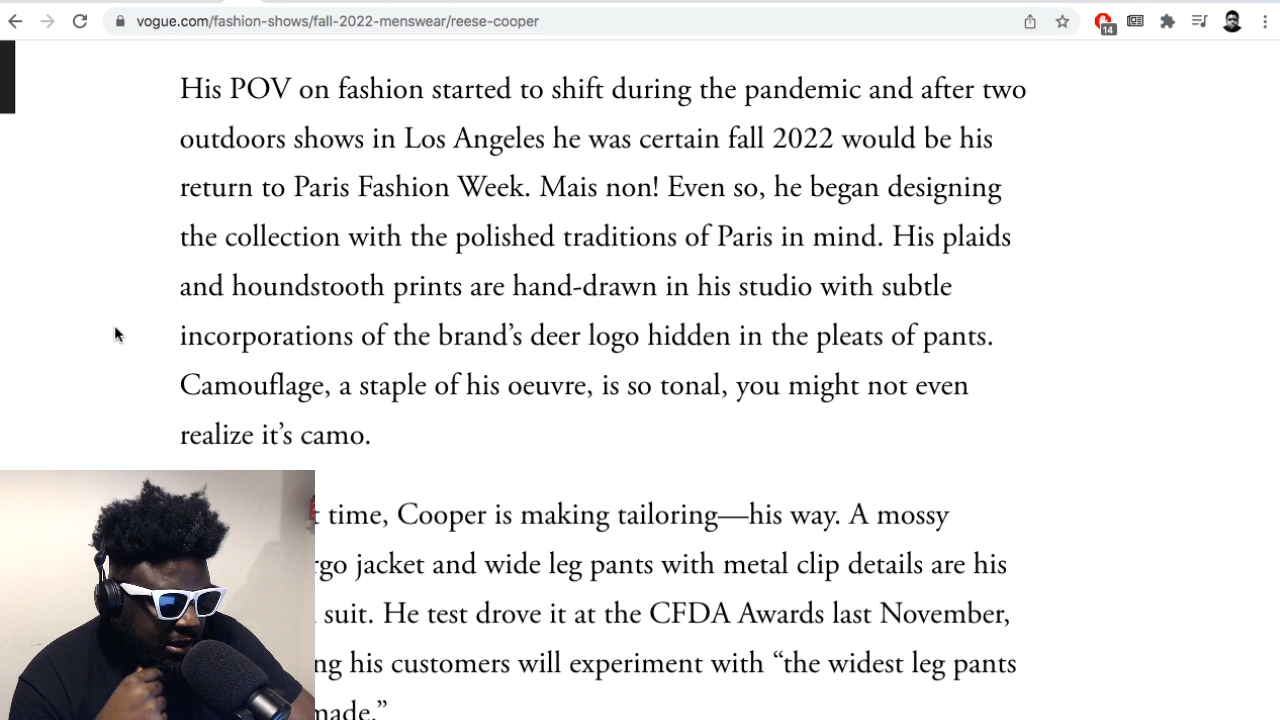 vogue.com/fashion-shows/fall-2022-menswear/reese-cooper
14
His POV on fashion started to shift during the pandemic and after two
outdoors shows in Los Angeles he was certain fall 2022 would be his
return to Paris Fashion Week. Mais non! Even so, he began designing
the collection with the polished traditions of Paris in mind. His plaids
and houndstooth prints are hand-drawn in his studio with subtle
incorporations of the brand’s deer logo hidden in the pleats of pants.
Camouflage, a staple of his oeuvre, is so tonal, you might not even
realize it’s camo.
time, Cooper is making tailoring—his way. A mossy
rgo jacket and wide leg pants with metal clip details are his
suit. He test drove it at the CFDA Awards last November,
ng his customers will experiment with “the widest leg pants
made.”